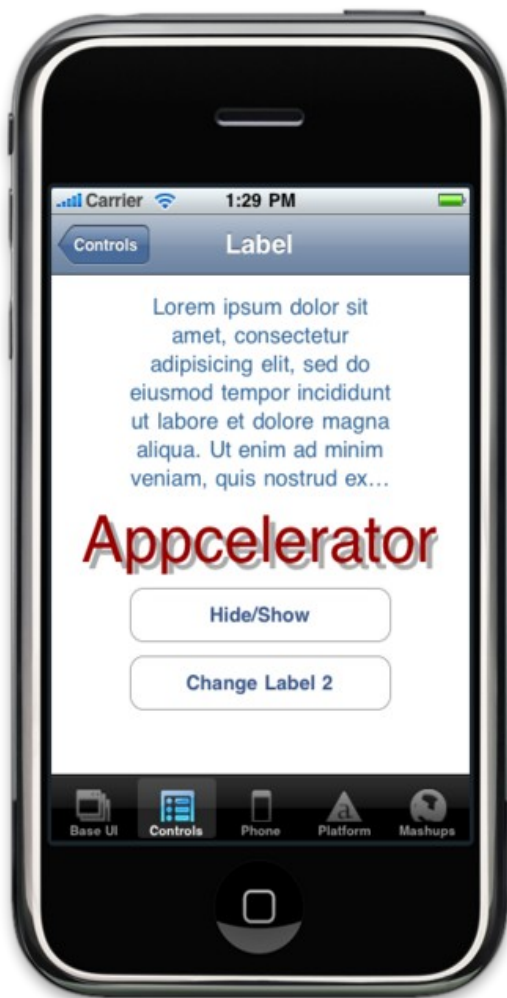 Carrier 1:29 PM
Controls Label
Lorem ipsum dolor sit
amet, consectetur
adipisicing elit, sed do
eiusmod tempor incididunt
ut labore et dolore magna
aliqua. Ut enim ad minim
veniam, quis nostrud ex...
Appcelerator
Hide/Show
Change Label 2
a
Base UI Controls Phone Platform Mashups